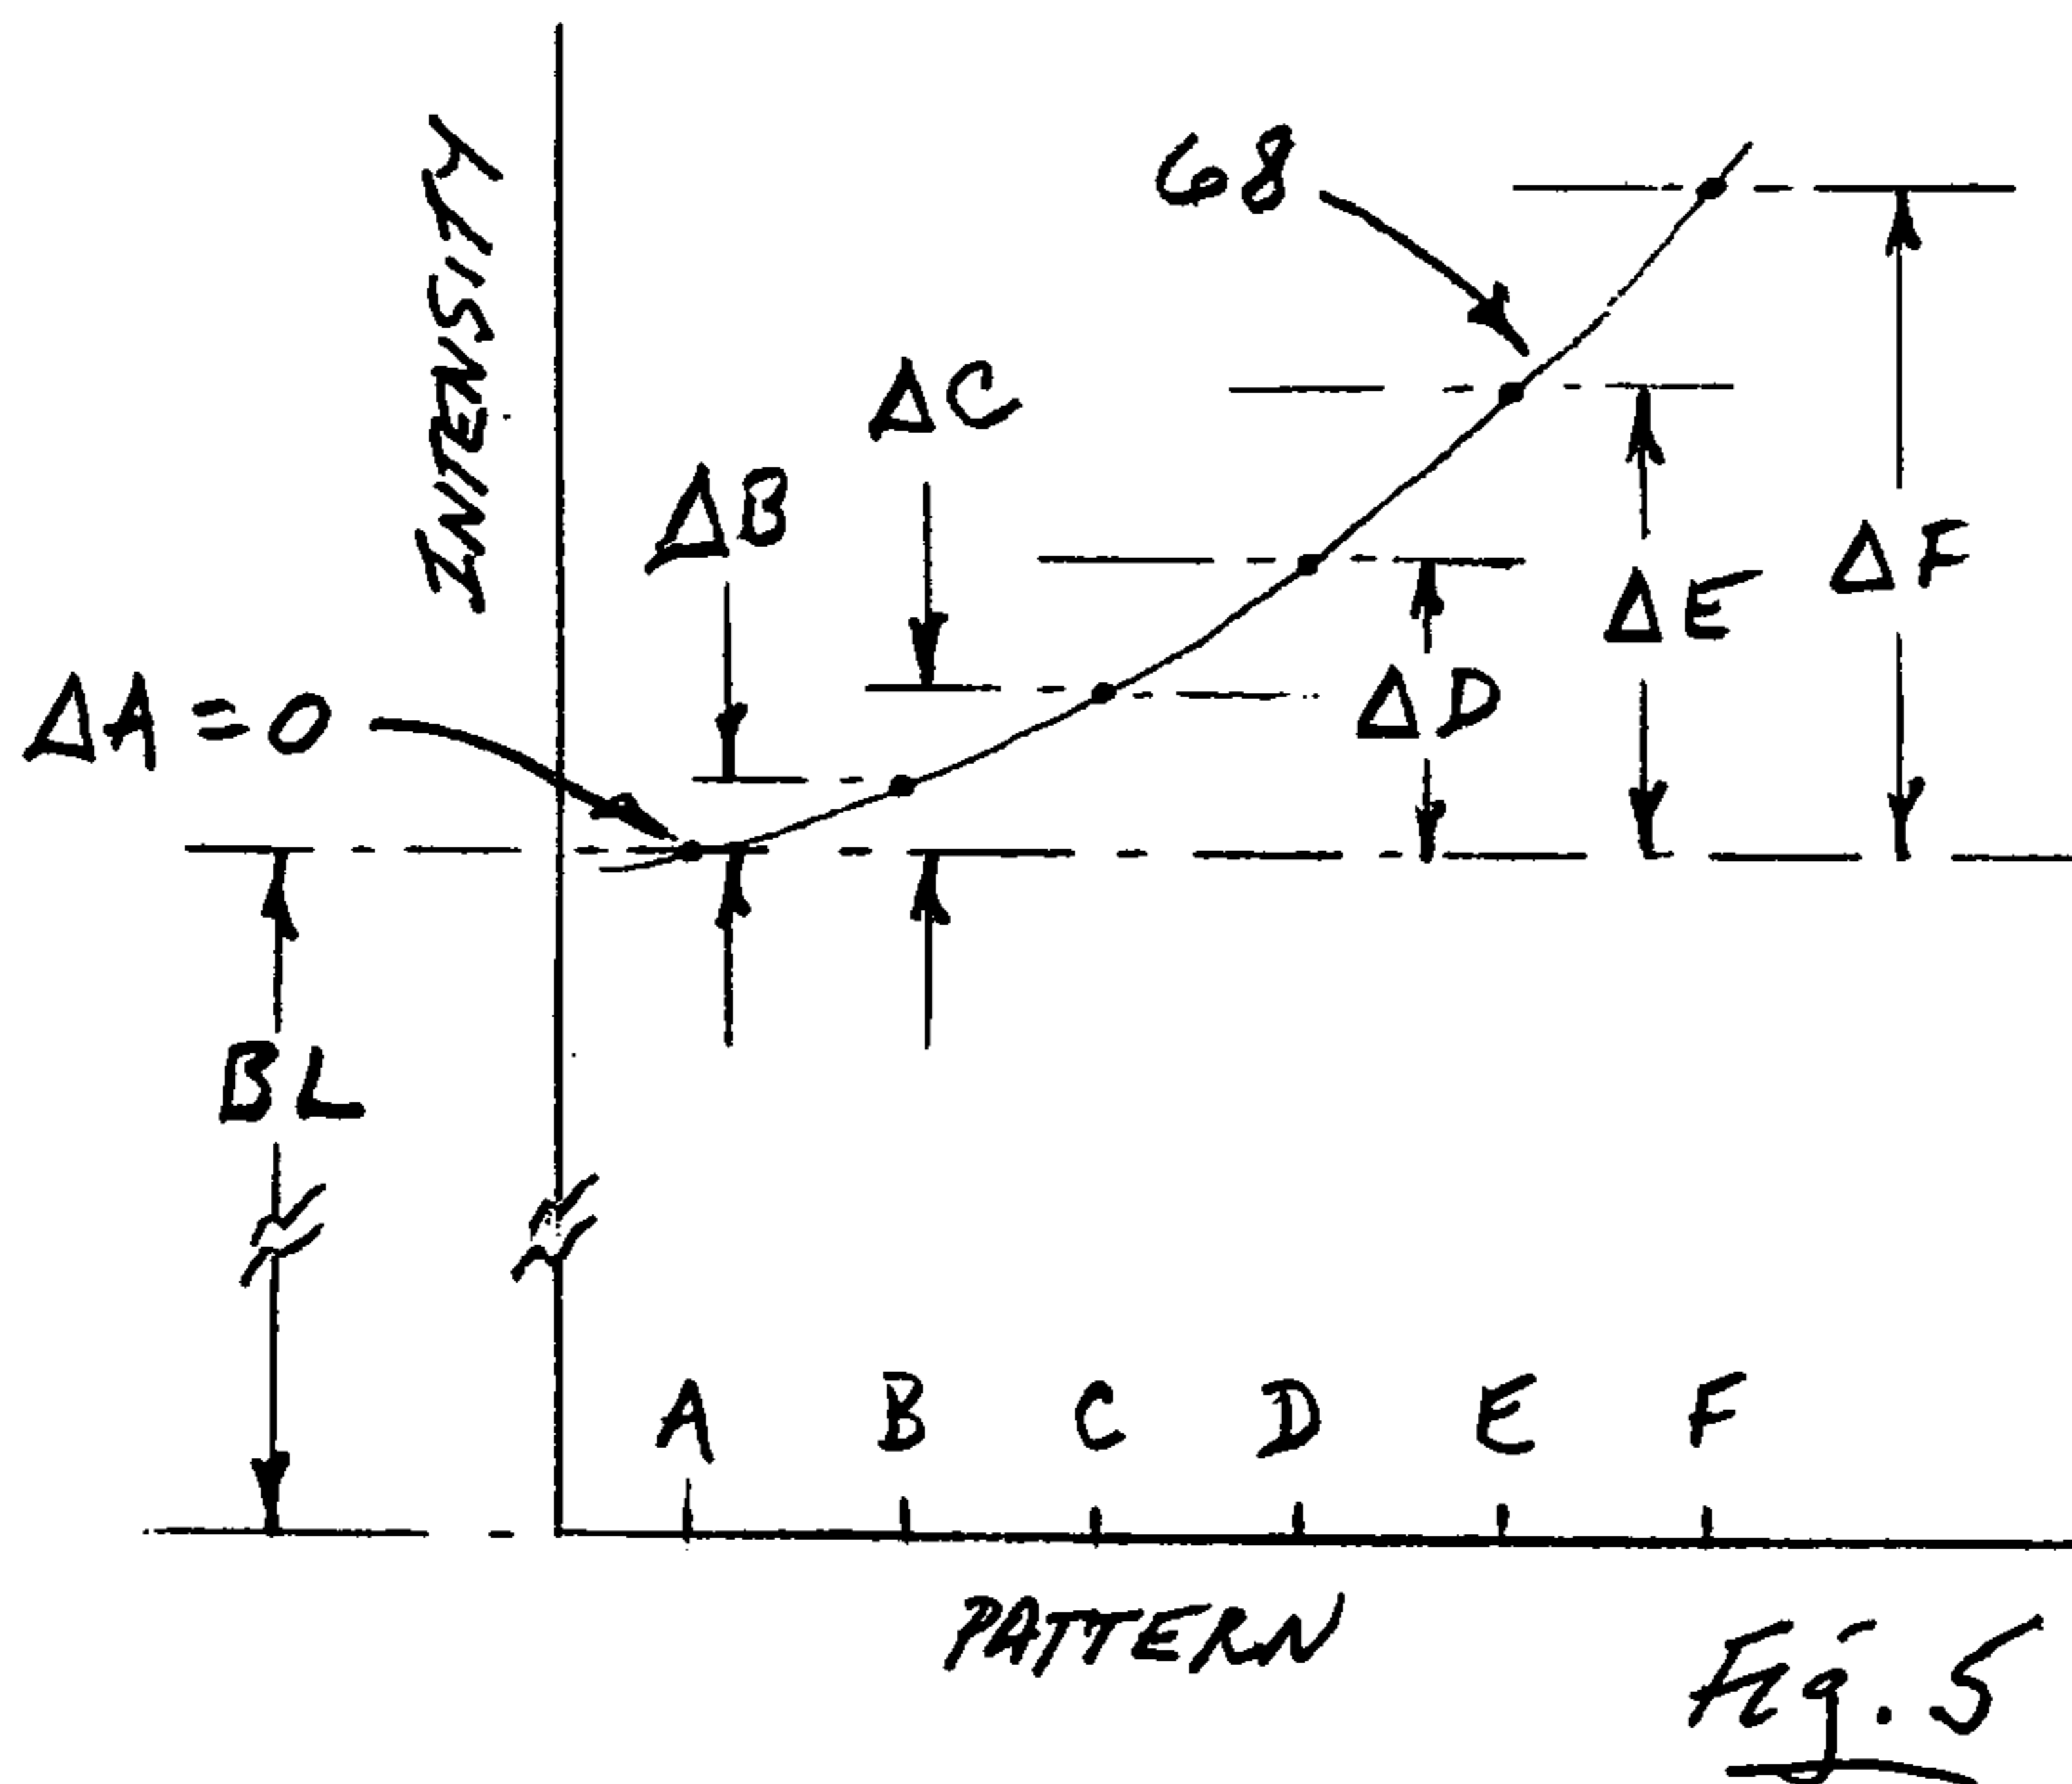 INTENSITY
68
ΔC
ΔB
ΔF
ΔE
ΔD
ΔA=0
BL
A B C D E F
PATTERN
Fig. 5